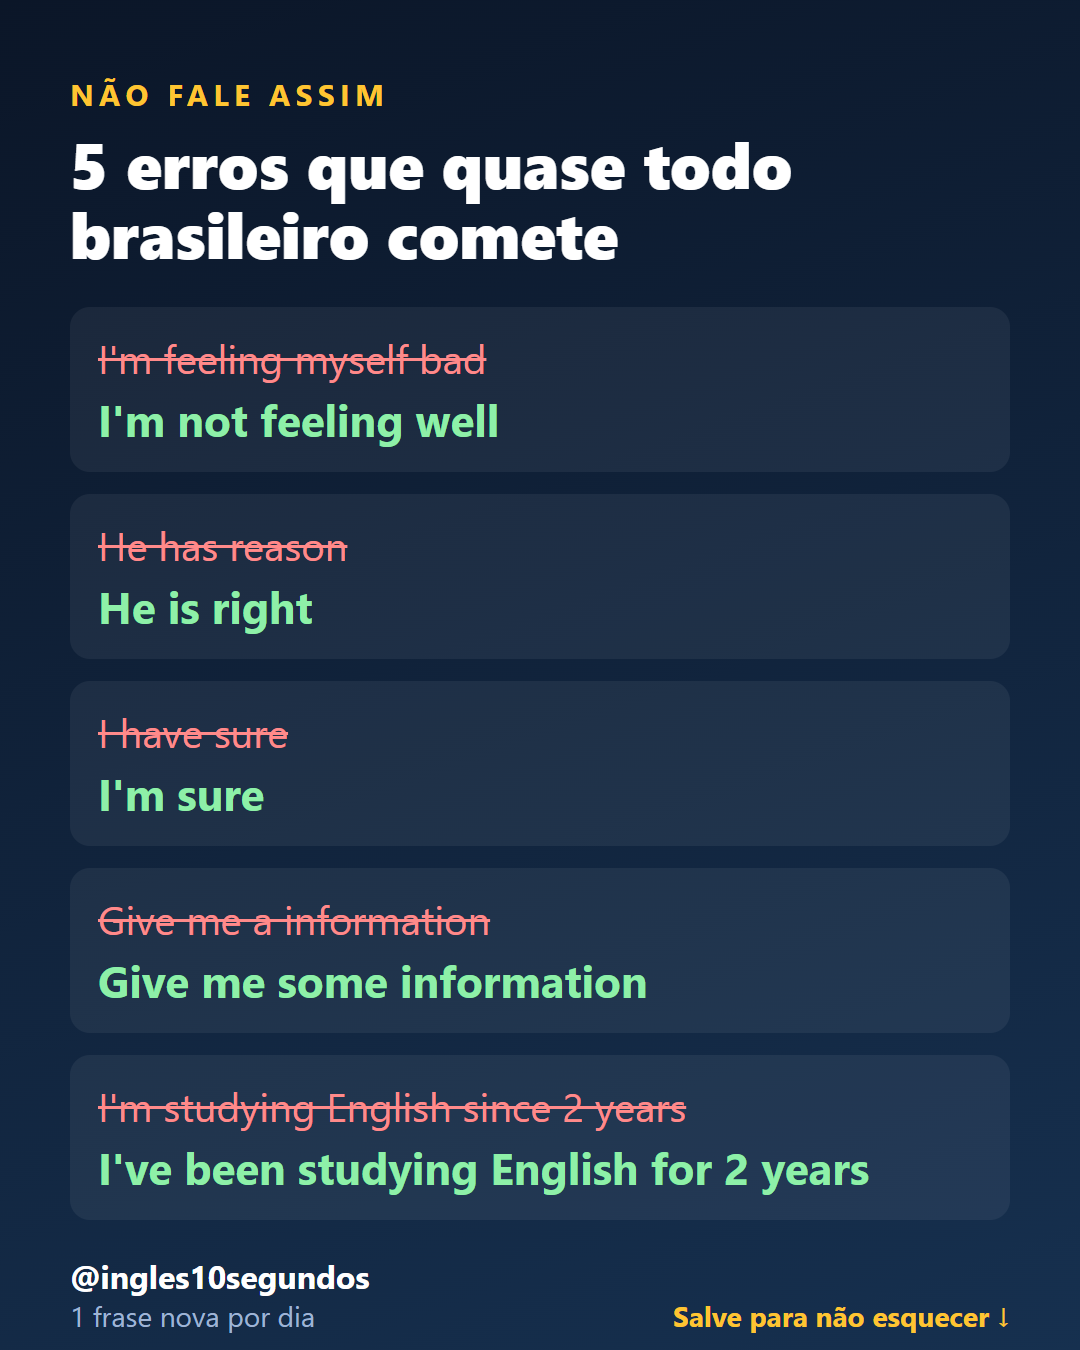 NÃO FALE ASSIM
5 erros que quase todo
brasileiro comete
I'm feeling myself bad
I'm not feeling well
He has reason
He is right
I have sure
I'm sure
Give me a information
Give me some information
I'm studying English since 2 years
I've been studying English for 2 years
@ingles10segundos
1 frase nova por dia
Salve para não esquecer ↓